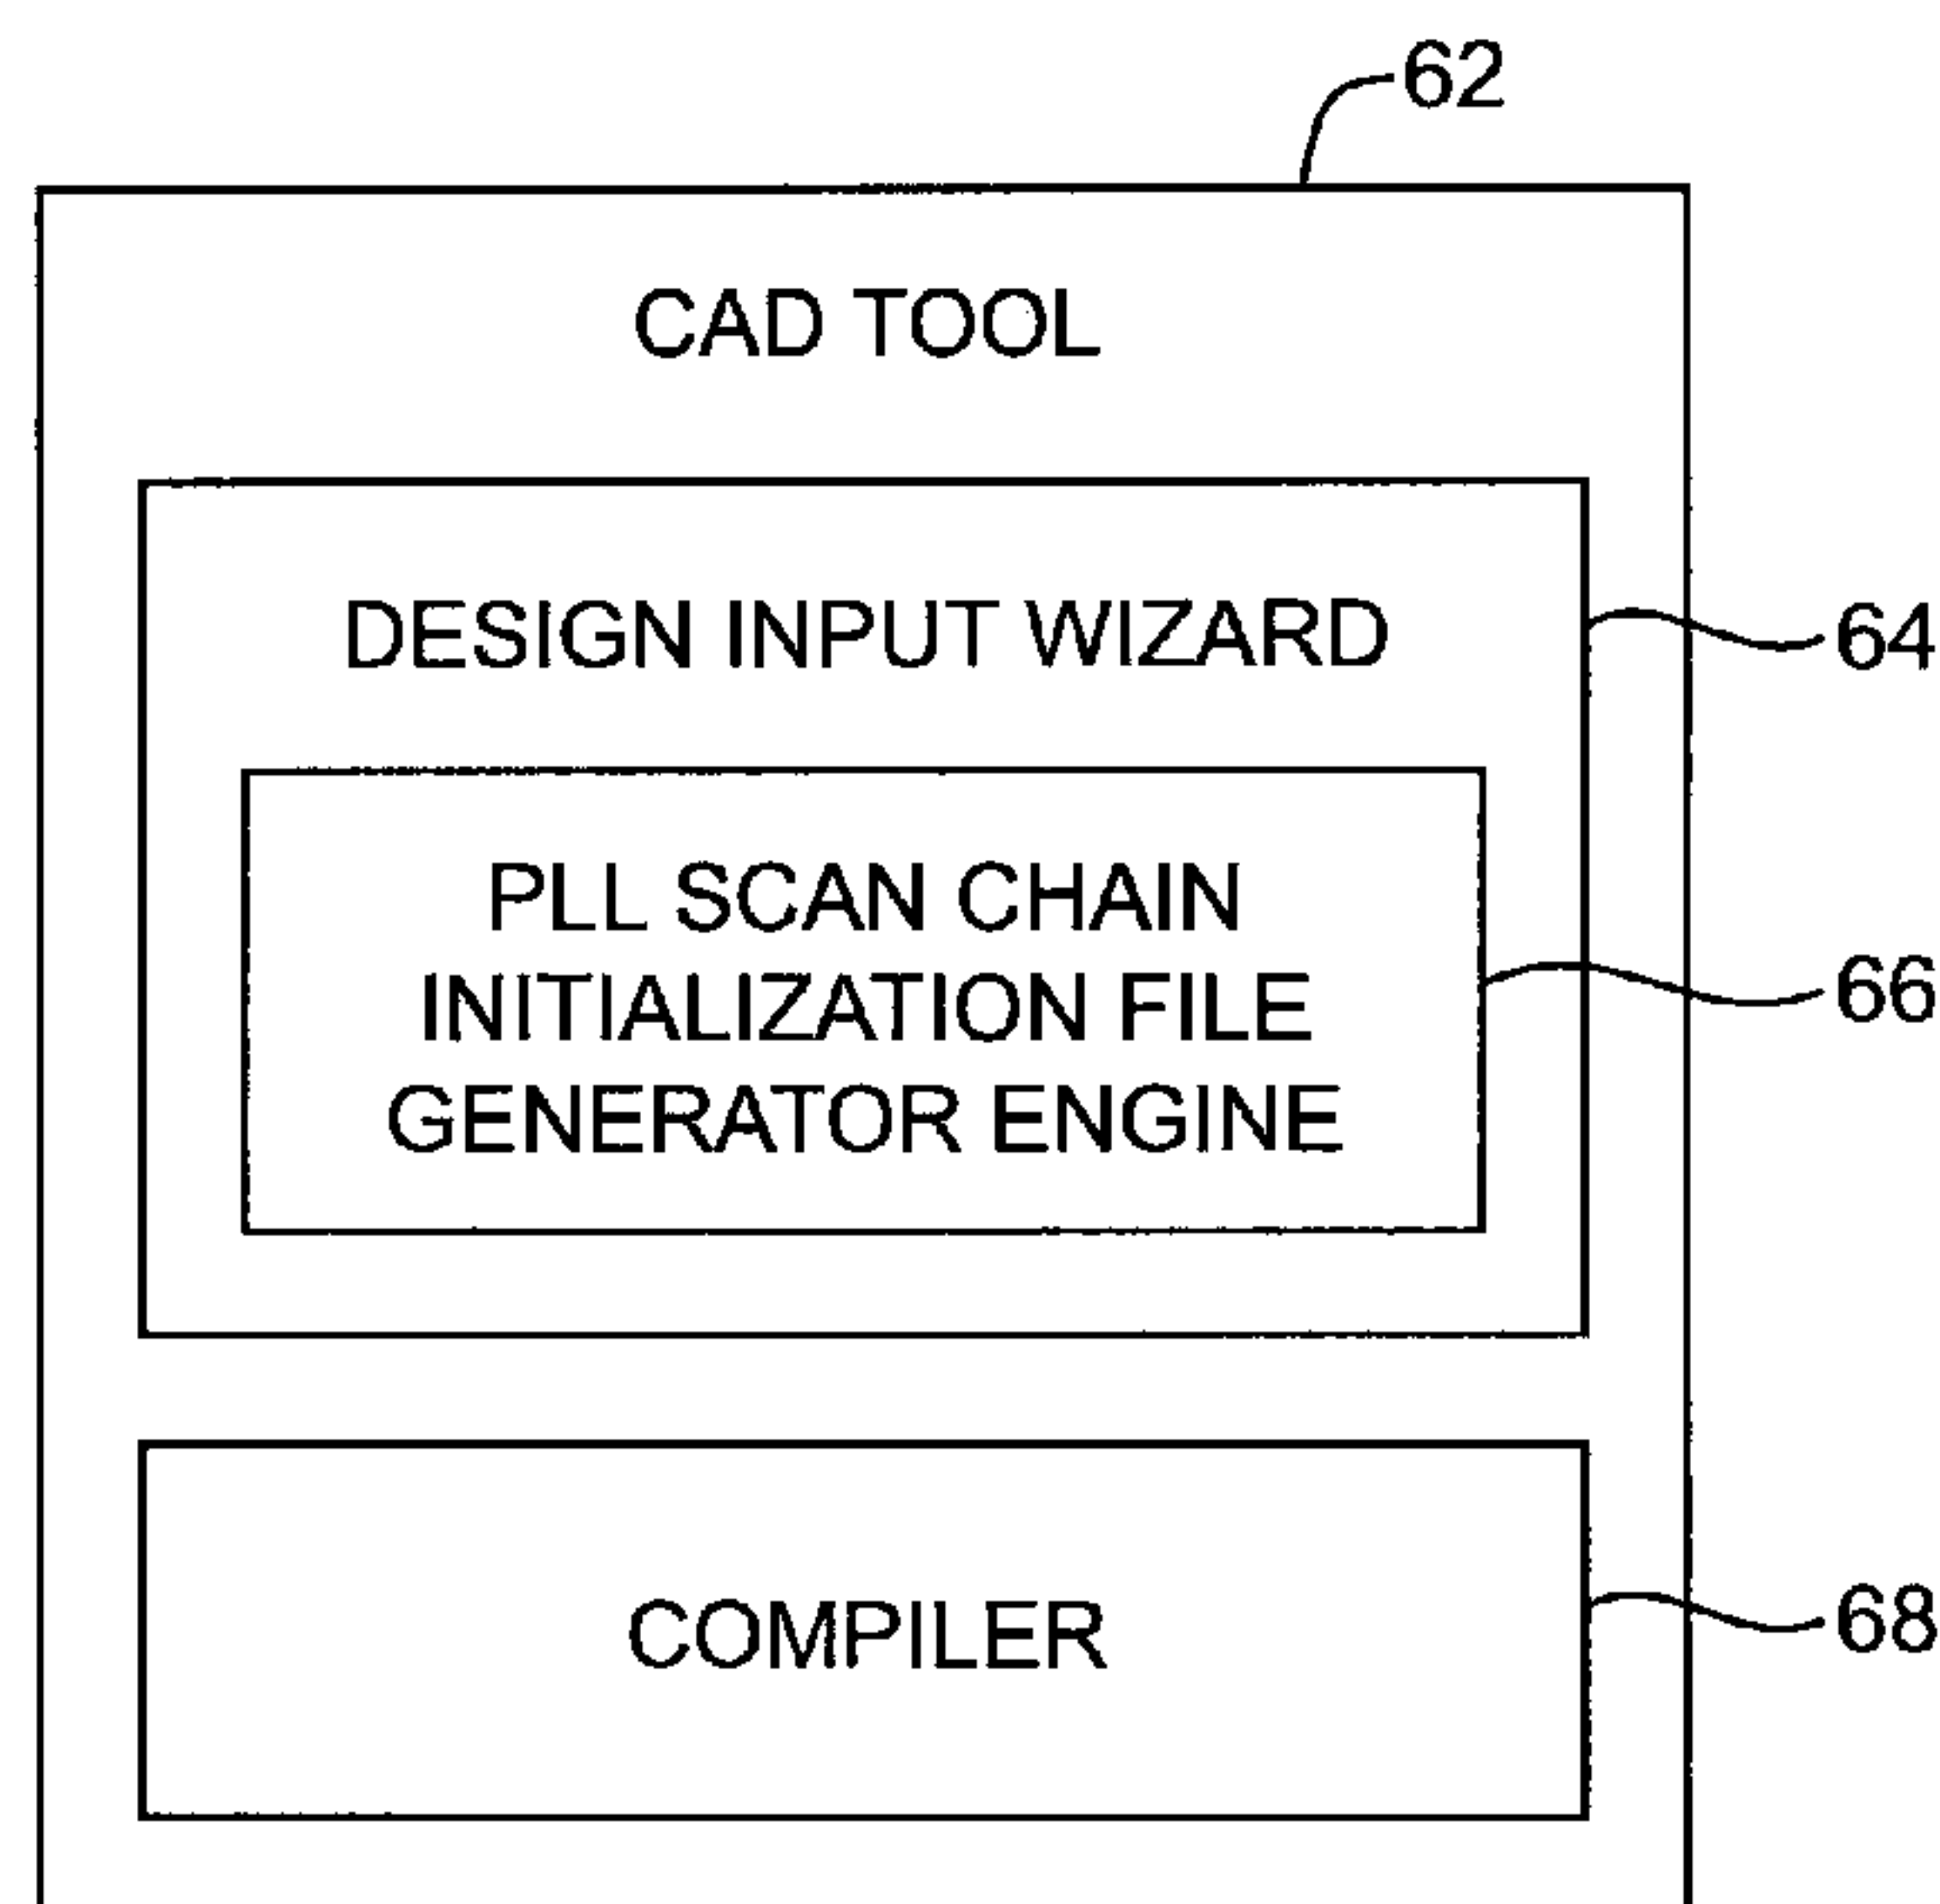 62
CAD TOOL
DESIGN INPUT WIZARD
64
PLL SCAN CHAIN
INITIALIZATION FILE
66
GENERATOR ENGINE
COMPILER
68